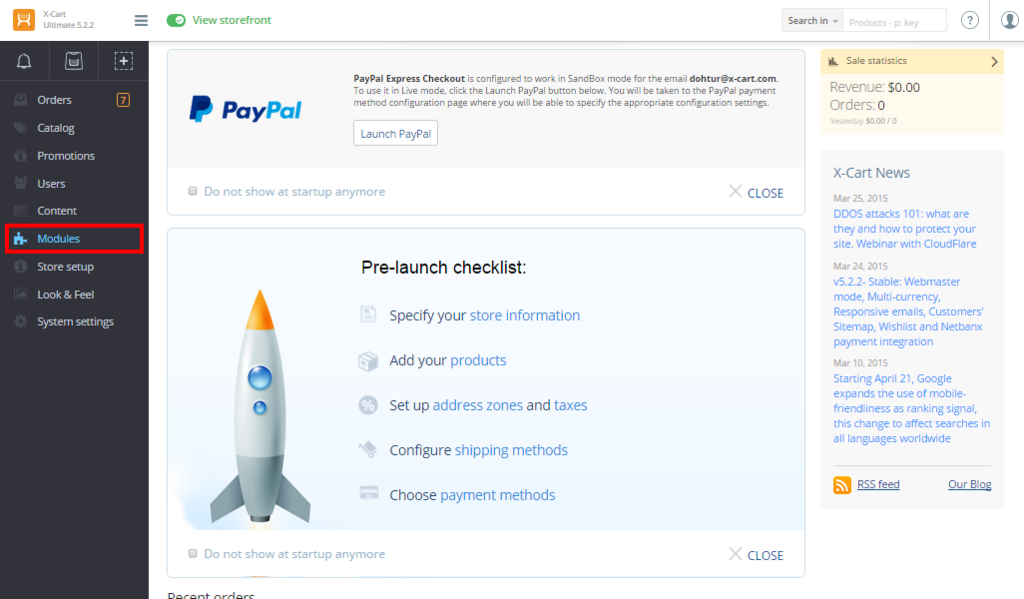 X-Cart
Ultimate 5.2.2
View storefront
Search in
Products - p: key
?
Orders
7
Catalog
Promotions
Users
Content
Modules
Store setup
Look & Feel
System settings
PayPal
PayPal Express Checkout is configured to work in SandBox mode for the email dohtur@x-cart.com.
To use it in Live mode, click the Launch PayPal button below. You will be taken to the PayPal payment
method configuration page where you will be able to specify the appropriate configuration settings.
Launch PayPal
Do not show at startup anymore
CLOSE
Pre-launch checklist:
Specify your store information
Add your products
%
Set up address zones and taxes
Configure shipping methods
Choose payment methods
Do not show at startup anymore
CLOSE
Recent orders
Sale statistics
Revenue: $0.00
Orders: 0
Yesterday $0.00 / 0
X-Cart News
Mar 25, 2015
DDOS attacks 101: what are
they and how to protect your
site. Webinar with CloudFlare
Mar 24, 2015
v5.2.2- Stable: Webmaster
mode, Multi-currency,
Responsive emails, Customers'
Sitemap, Wishlist and Netbanx
payment integration
Mar 10, 2015
Starting April 21, Google
expands the use of mobile-
friendliness as ranking signal,
this change to affect searches in
all languages worldwide
RSS feed
Our Blog